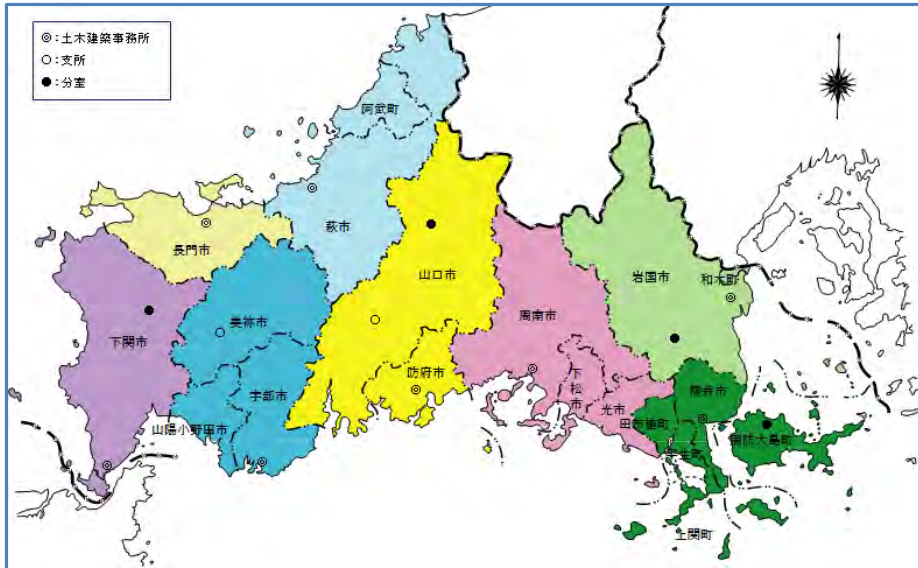 ◎：土木建築事務所
○：支所
●：分室
阿武町
萩市
長門市
山口市
岩国市
和木町
美祢市
周南市
下関市
防府市
下松市
宇部市
光市
柳井市
田布施町
山陽小野田市
周防大島町
平生町
上関町